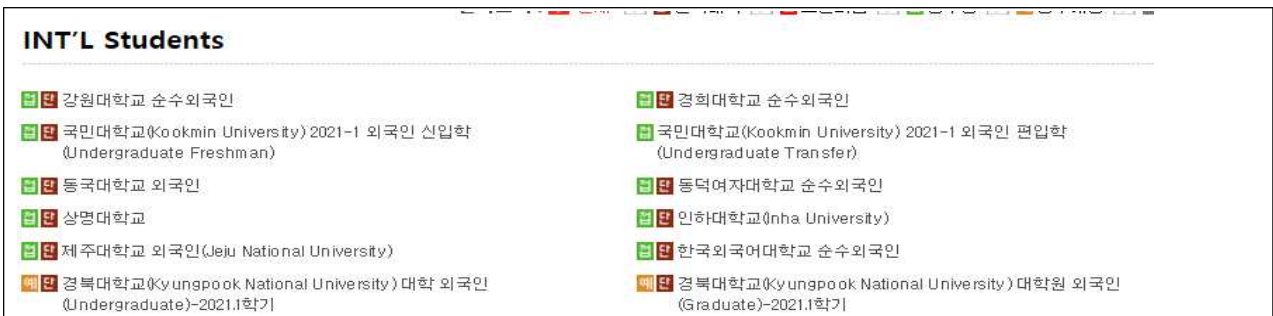 INT'L Students
접 단 강원대학교 순수외국인
접 단 경희대학교 순수외국인
접 단 국민대학교(Kookmin University) 2021-1 외국인 신입학
(Undergraduate Freshman)
접 국민대학교(Kookmin University) 2021-1 외국인 편입학
(Undergraduate Transfer)
접 단 동국대학교 외국인
접 단 동덕여자대학교 순수외국인
접 단 상명대학교
접 단 인하대학교(Inha University)
접 단 제주대학교 외국인(Jeju National University)
접 단 한국외국어대학교 순수외국인
예 단 경북대학교(Kyungpook National University) 대학 외국인
(Undergraduate)-2021.1학기
예 단 경북대학교(Kyungpook National University) 대학원 외국인
(Graduate)-2021.1학기